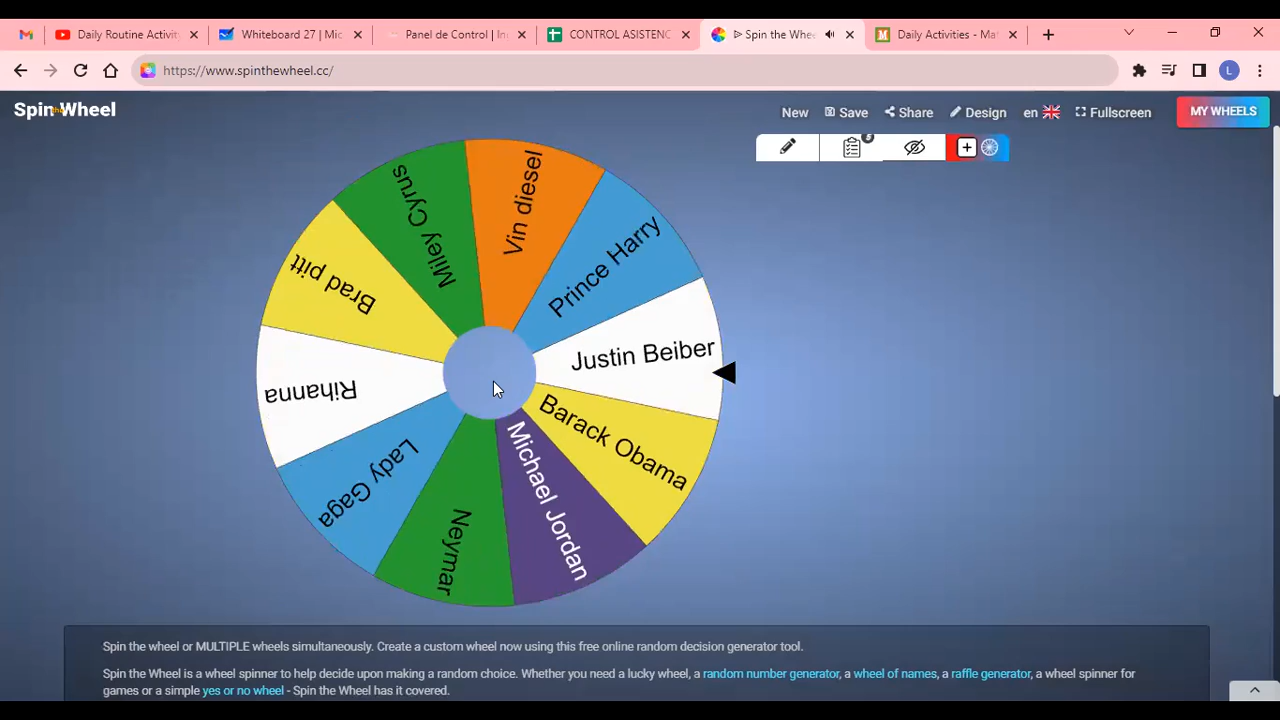 Daily Routine Activit
Whiteboard 27 | Mic
Panel de Control | In
CONTROL ASISTENC
Spin the Whe
Daily Activities - Ma
https://www.spinthewheel.cc/
L
Spin the Wheel
New
Save
Share
Design
en
Fullscreen
MY WHEELS
Vin diesel
Prince Harry
Justin Beiber
Barack Obama
Michael Jordan
Neymar
Lady Gaga
Rihanna
Brad pitt
Miley Cyrus
Spin the wheel or MULTIPLE wheels simultaneously. Create a custom wheel now using this free online random decision generator tool.
Spin the Wheel is a wheel spinner to help decide upon making a random choice. Whether you need a lucky wheel, a random number generator, a wheel of names, a raffle generator, a wheel spinner for
games or a simple yes or no wheel - Spin the Wheel has it covered.